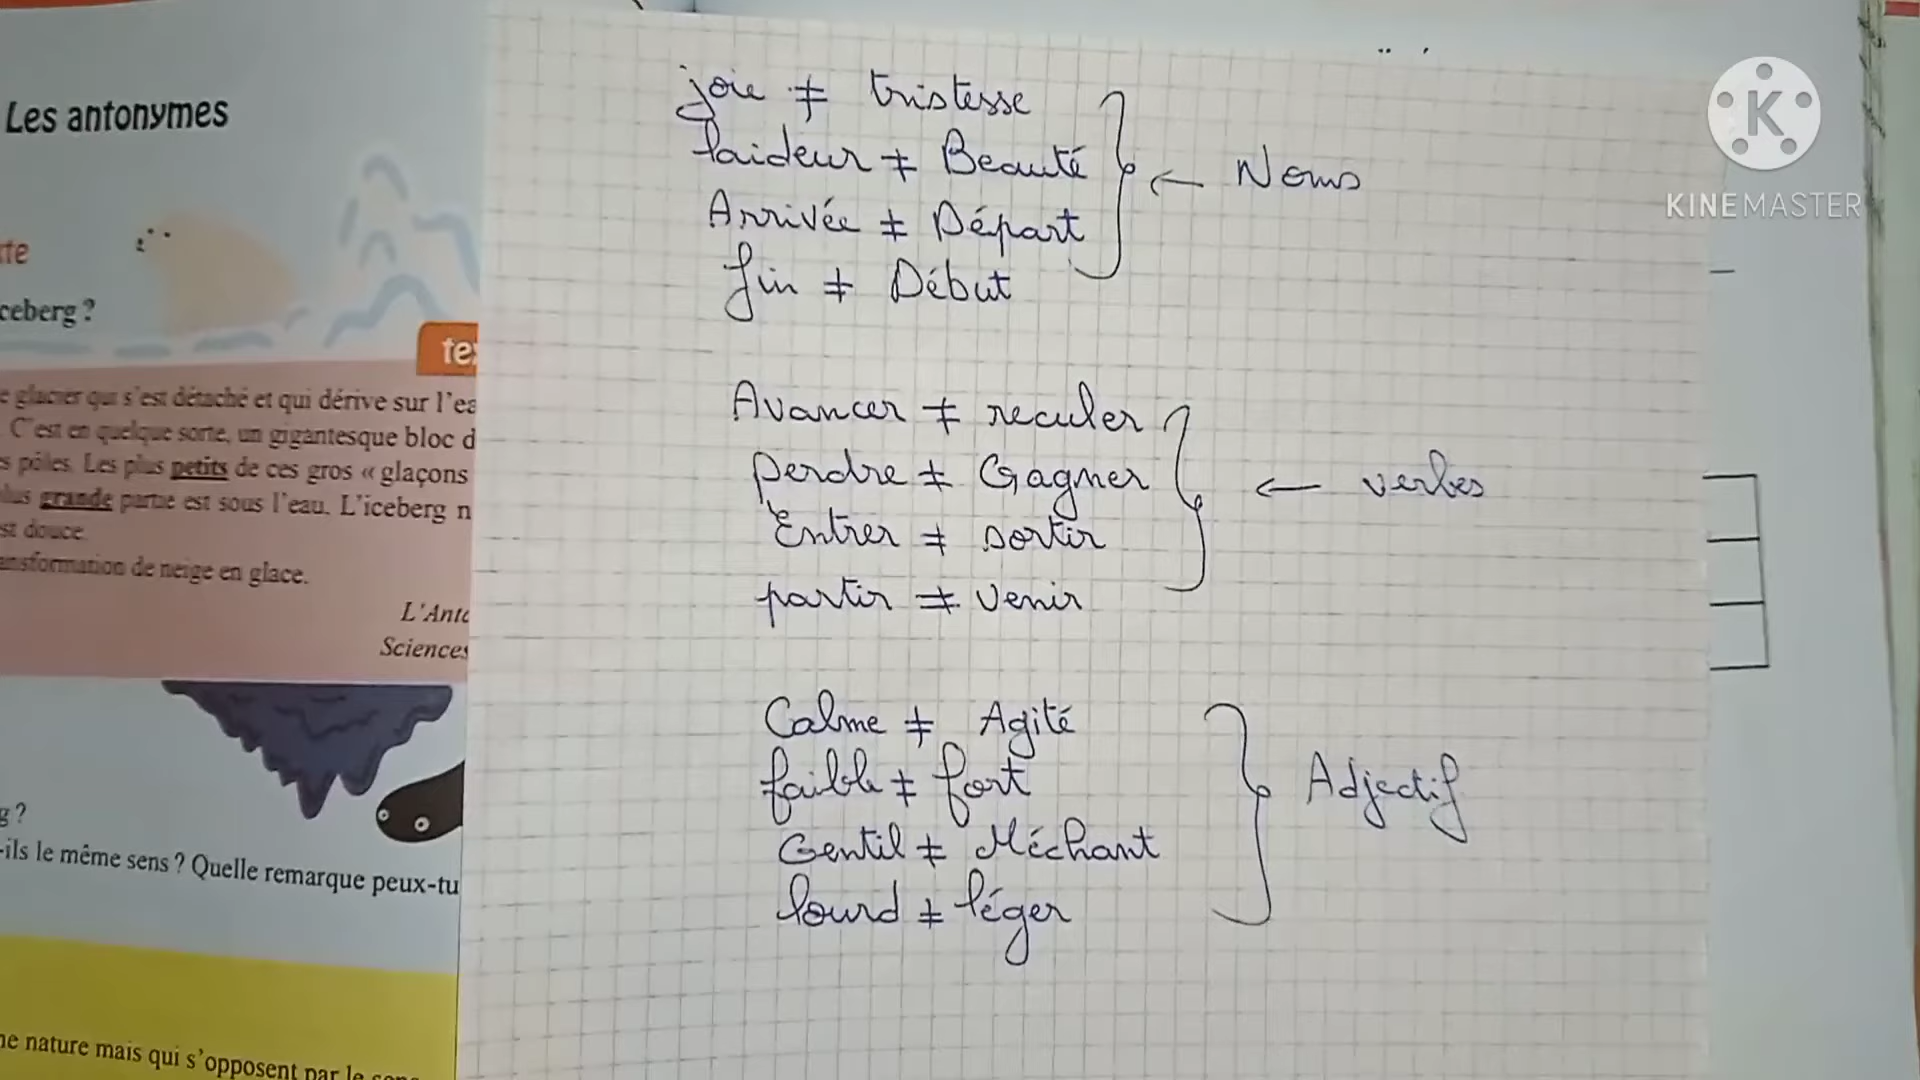 Les antonymes
te
ceberg ?
te
e glacier qui s'est détaché et qui dérive sur l'ea
. C'est en quelque sorte, un gigantesque bloc d
s pôles. Les plus petits de ces gros « glaçons
lus grande partie est sous l'eau. L'iceberg n
st douce.
ansformation de neige en glace.
L'Ant
Sciences
g ?
-ils le même sens ? Quelle remarque peux-tu
ne nature mais qui s'opposent par le sens
joie ≠ tristesse
laideur ≠ Beauté
← Noms
Arrivée ≠ Départ
fin ≠ Début
Avancer ≠ reculer
perdre ≠ Gagner
← verbes
Entrer ≠ sortir
partir ≠ venir
Calme ≠ Agité
faible ≠ fort
Adjectif
Gentil ≠ Méchant
lourd ≠ léger
K
KINEMASTER